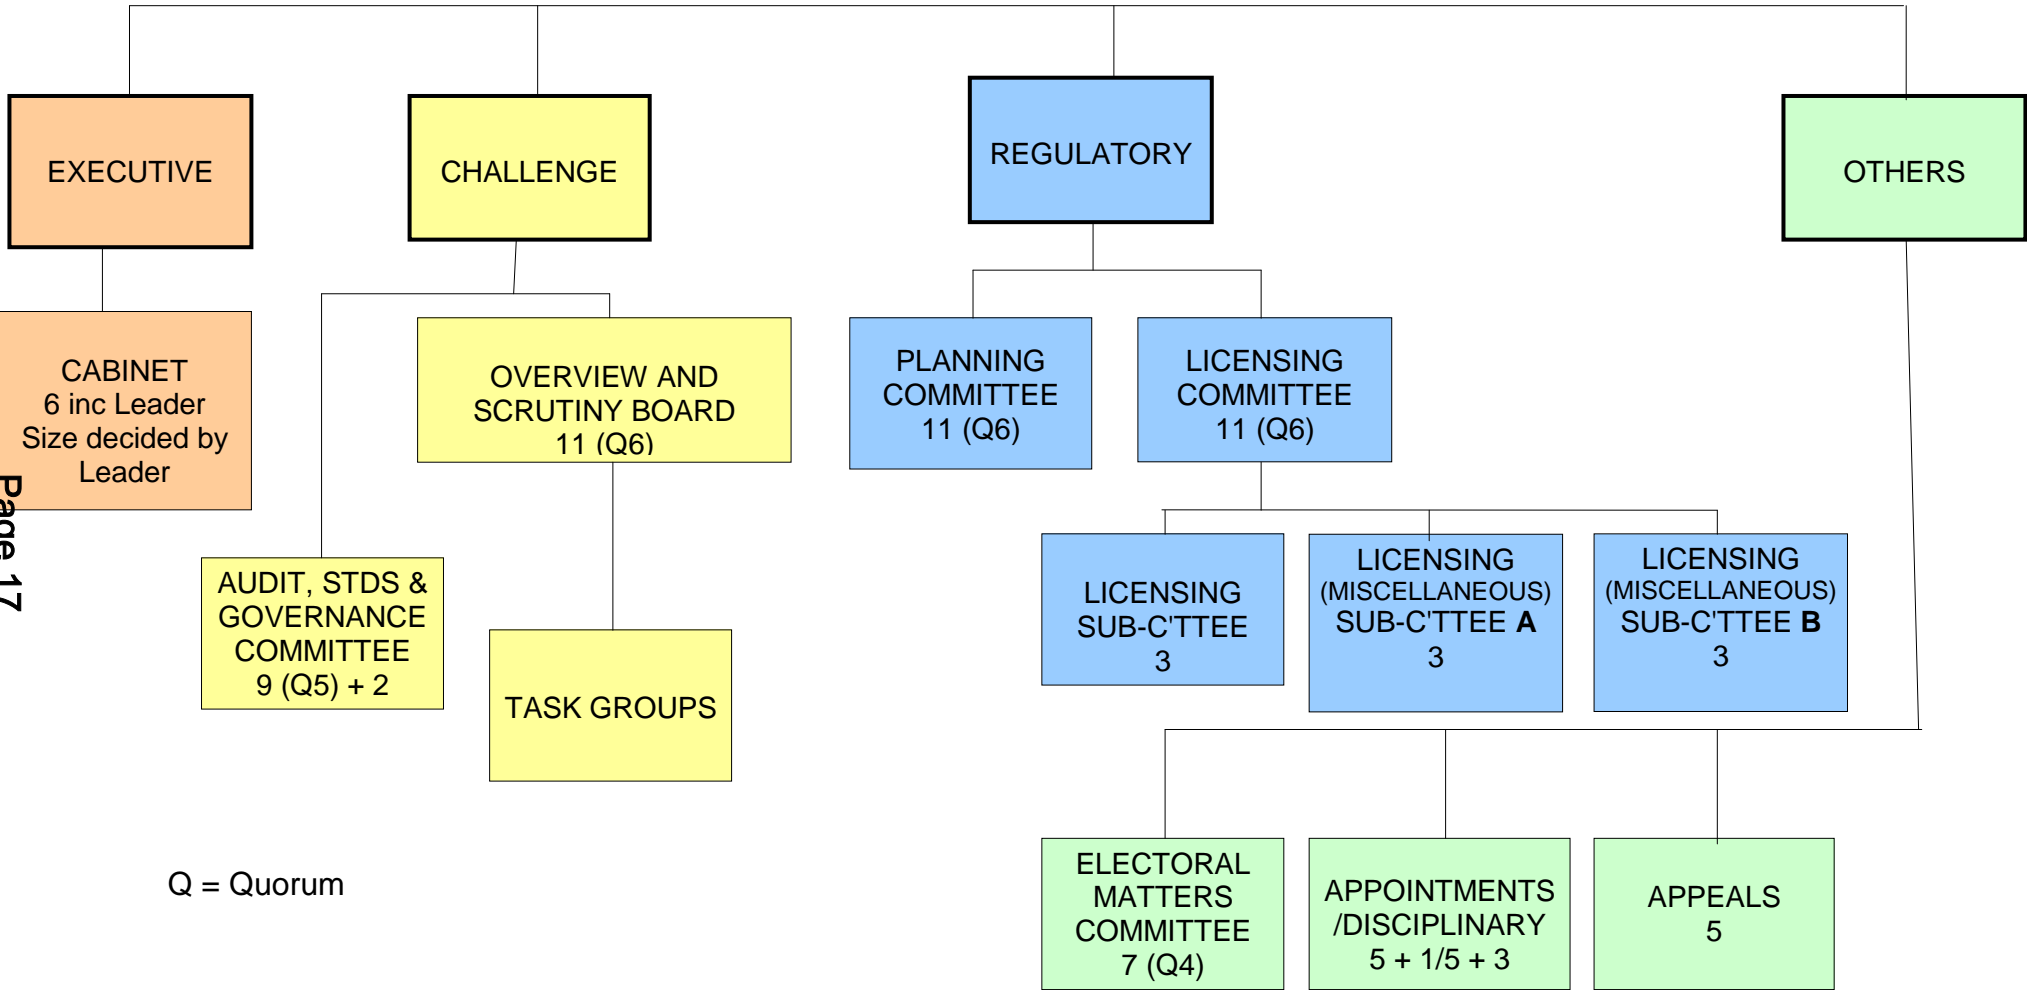 EXECUTIVE
CHALLENGE
REGULATORY
OTHERS
CABINET
6 inc Leader
Size decided by
Leader
OVERVIEW AND
SCRUTINY BOARD
11 (Q6)
PLANNING
COMMITTEE
11 (Q6)
LICENSING
COMMITTEE
11 (Q6)
AUDIT, STDS &
GOVERNANCE
COMMITTEE
9 (Q5) + 2
TASK GROUPS
LICENSING
SUB-C'TTEE
3
LICENSING
(MISCELLANEOUS)
SUB-C'TTEE A
3
LICENSING
(MISCELLANEOUS)
SUB-C'TTEE B
3
ELECTORAL
MATTERS
COMMITTEE
7 (Q4)
APPOINTMENTS
/DISCIPLINARY
5 + 1/5 + 3
APPEALS
5
Q = Quorum
Page 17